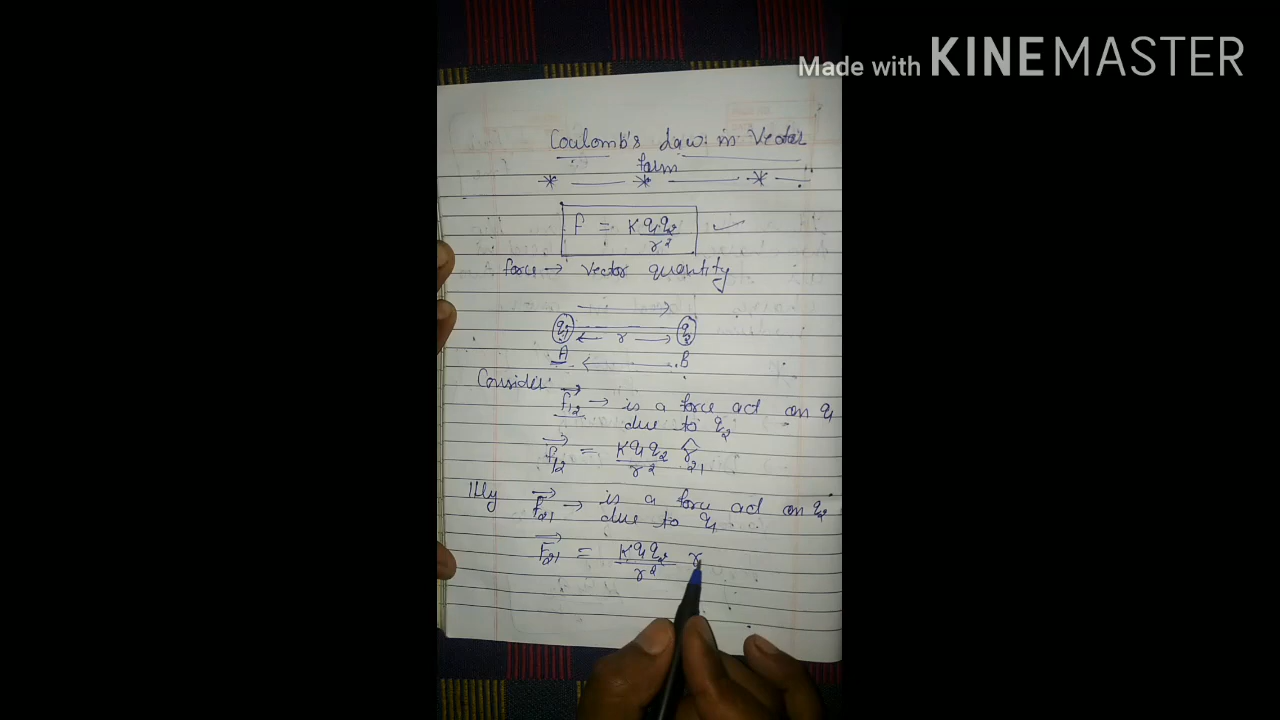 Made with KINEMASTER
Coulomb's Law in Vector
form
* —— * —— * ——
f = Kq₁q₂/r²
force → Vector quantity
q₁ q₂
r
A B
Consider
f₁₂ → is a force act on q₁
due to q₂
f₁₂ = Kq₁q₂/r² r̂₂₁
Illly f₂₁ → is a force act on q₂
due to q₁
F₂₁ = Kq₁q₂/r² r